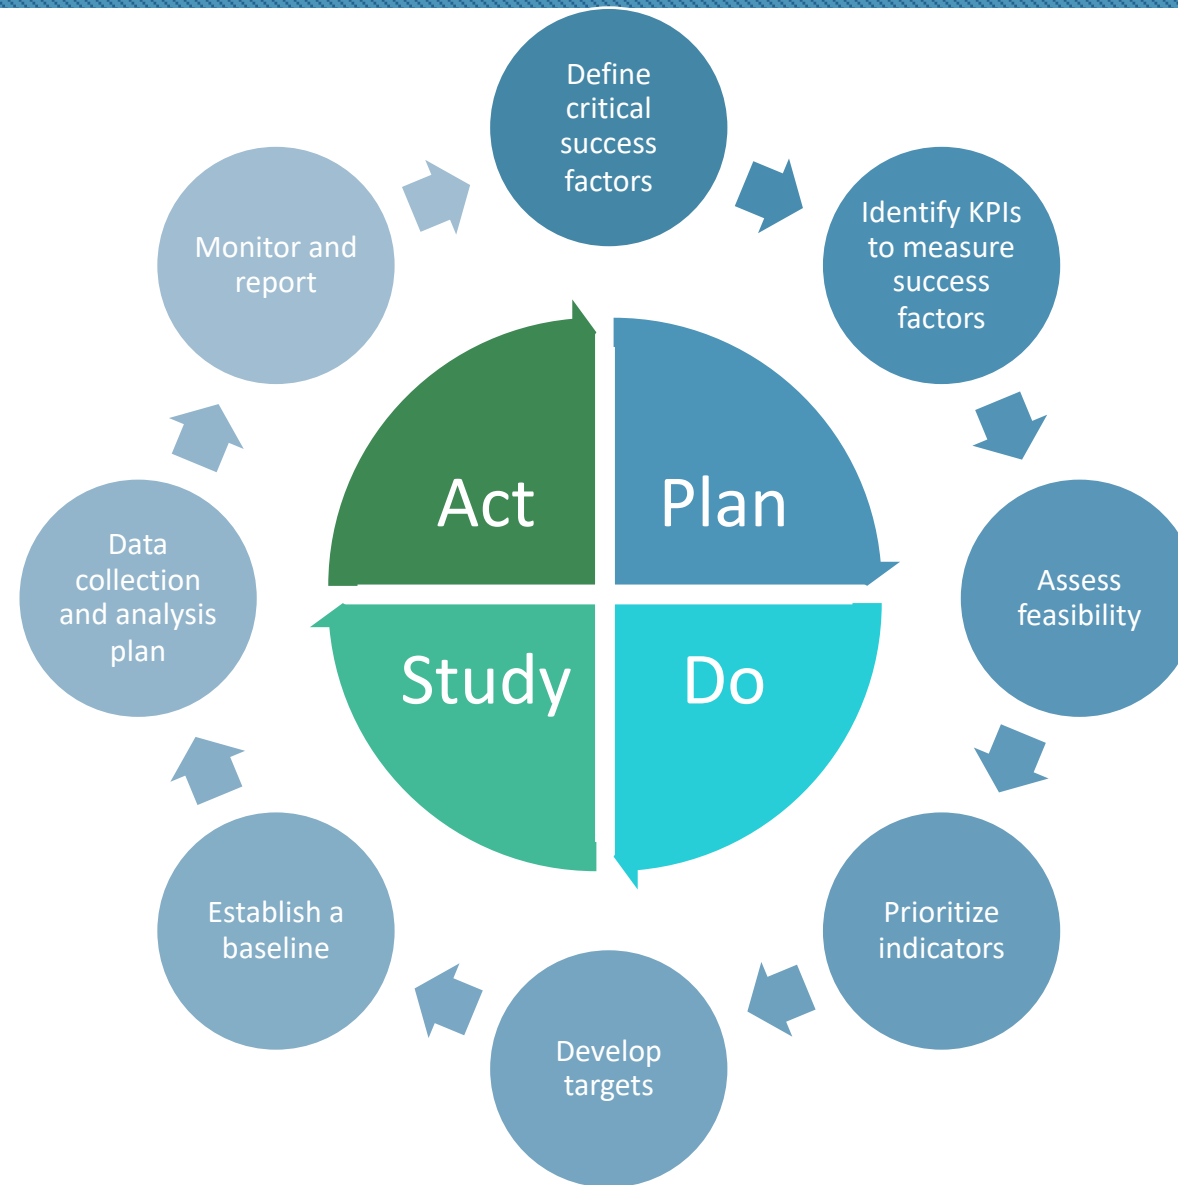 Define
critical
success
factors
Identify KPIs
to measure
success
factors
Assess
feasibility
Prioritize
indicators
Develop
targets
Establish a
baseline
Data
collection
and analysis
plan
Monitor and
report
Act
Plan
Study
Do